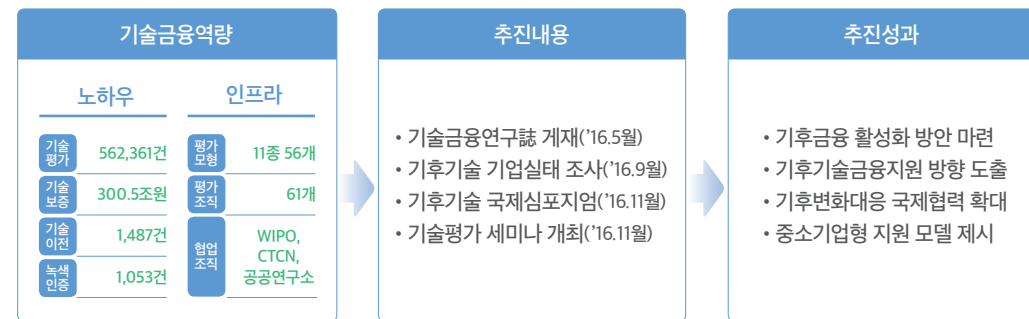 기술금융역량
노하우
기술
평가
562,361건
기술
보증
300.5조원
기술
이전
1,487건
녹색
인증
1,053건
인프라
평가
모형
11종 56개
평가
조직
61개
협업
조직
WIPO,
CTCN,
공공연구소
추진내용
• 기술금융연구誌 게재(’16.5월)
• 기후기술 기업실태 조사(’16.9월)
• 기후기술 국제심포지엄(’16.11월)
• 기술평가 세미나 개최(’16.11월)
추진성과
• 기후금융 활성화 방안 마련
• 기후기술금융지원 방향 도출
• 기후변화대응 국제협력 확대
• 중소기업형 지원 모델 제시